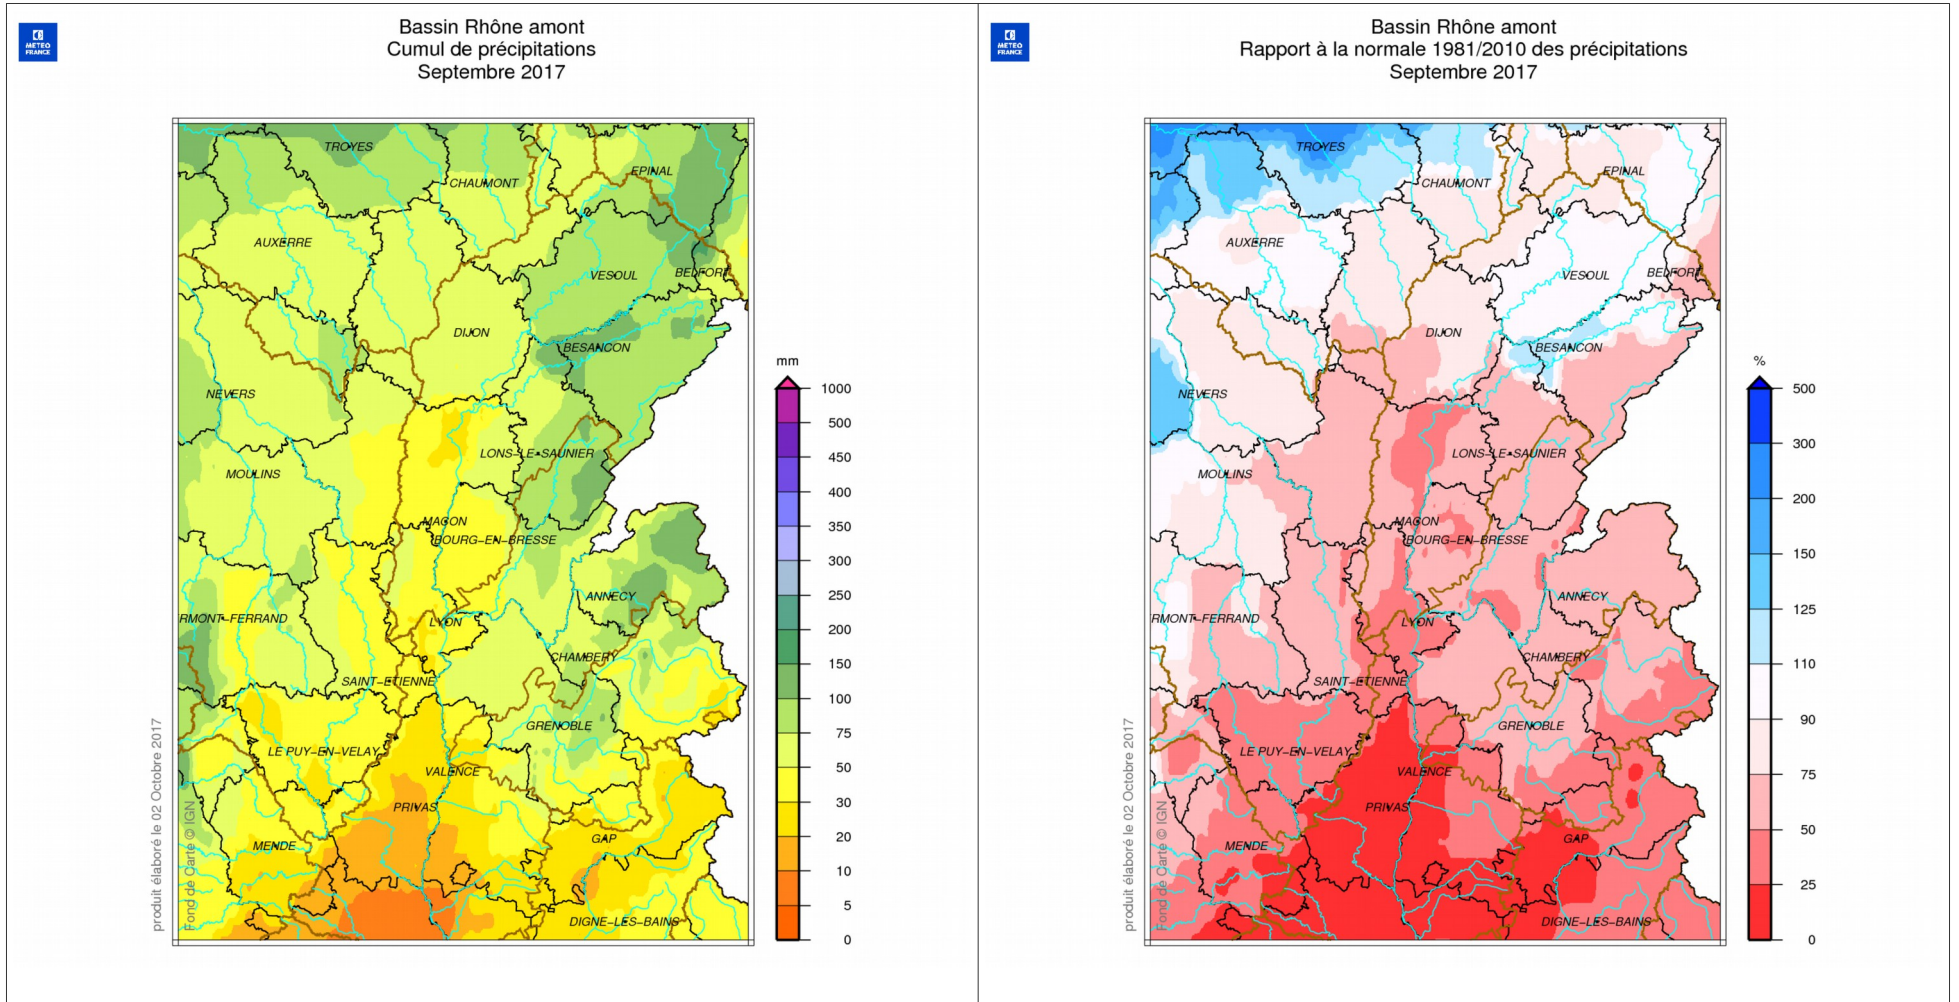 METEO
FRANCE
Bassin Rhône amont
Cumul de précipitations
Septembre 2017
TROYES
CHAUMONT
EPINAL
AUXERRE
VESOUL
BELFORT
DIJON
BESANCON
NEVERS
LONS-LE-SAUNIER
MOULINS
MACON
BOURG-EN-BRESSE
ANNECY
RMONT-FERRAND
LYON
CHAMBERY
SAINT-ETIENNE
GRENOBLE
LE PUY-EN-VELAY
VALENCE
PRIVAS
GAP
MENDE
DIGNE-LES-BAINS
produit élaboré le 02 Octobre 2017
Fond de Carte © IGN
mm
1000
500
450
400
350
300
250
200
150
100
75
50
30
20
10
5
0
METEO
FRANCE
Bassin Rhône amont
Rapport à la normale 1981/2010 des précipitations
Septembre 2017
TROYES
CHAUMONT
EPINAL
AUXERRE
VESOUL
BELFORT
DIJON
BESANCON
NEVERS
LONS-LE-SAUNIER
MOULINS
MACON
BOURG-EN-BRESSE
ANNECY
RMONT-FERRAND
LYON
CHAMBERY
SAINT-ETIENNE
GRENOBLE
LE PUY-EN-VELAY
VALENCE
PRIVAS
GAP
MENDE
DIGNE-LES-BAINS
produit élaboré le 02 Octobre 2017
Fond de Carte © IGN
%
500
300
200
150
125
110
90
75
50
25
0